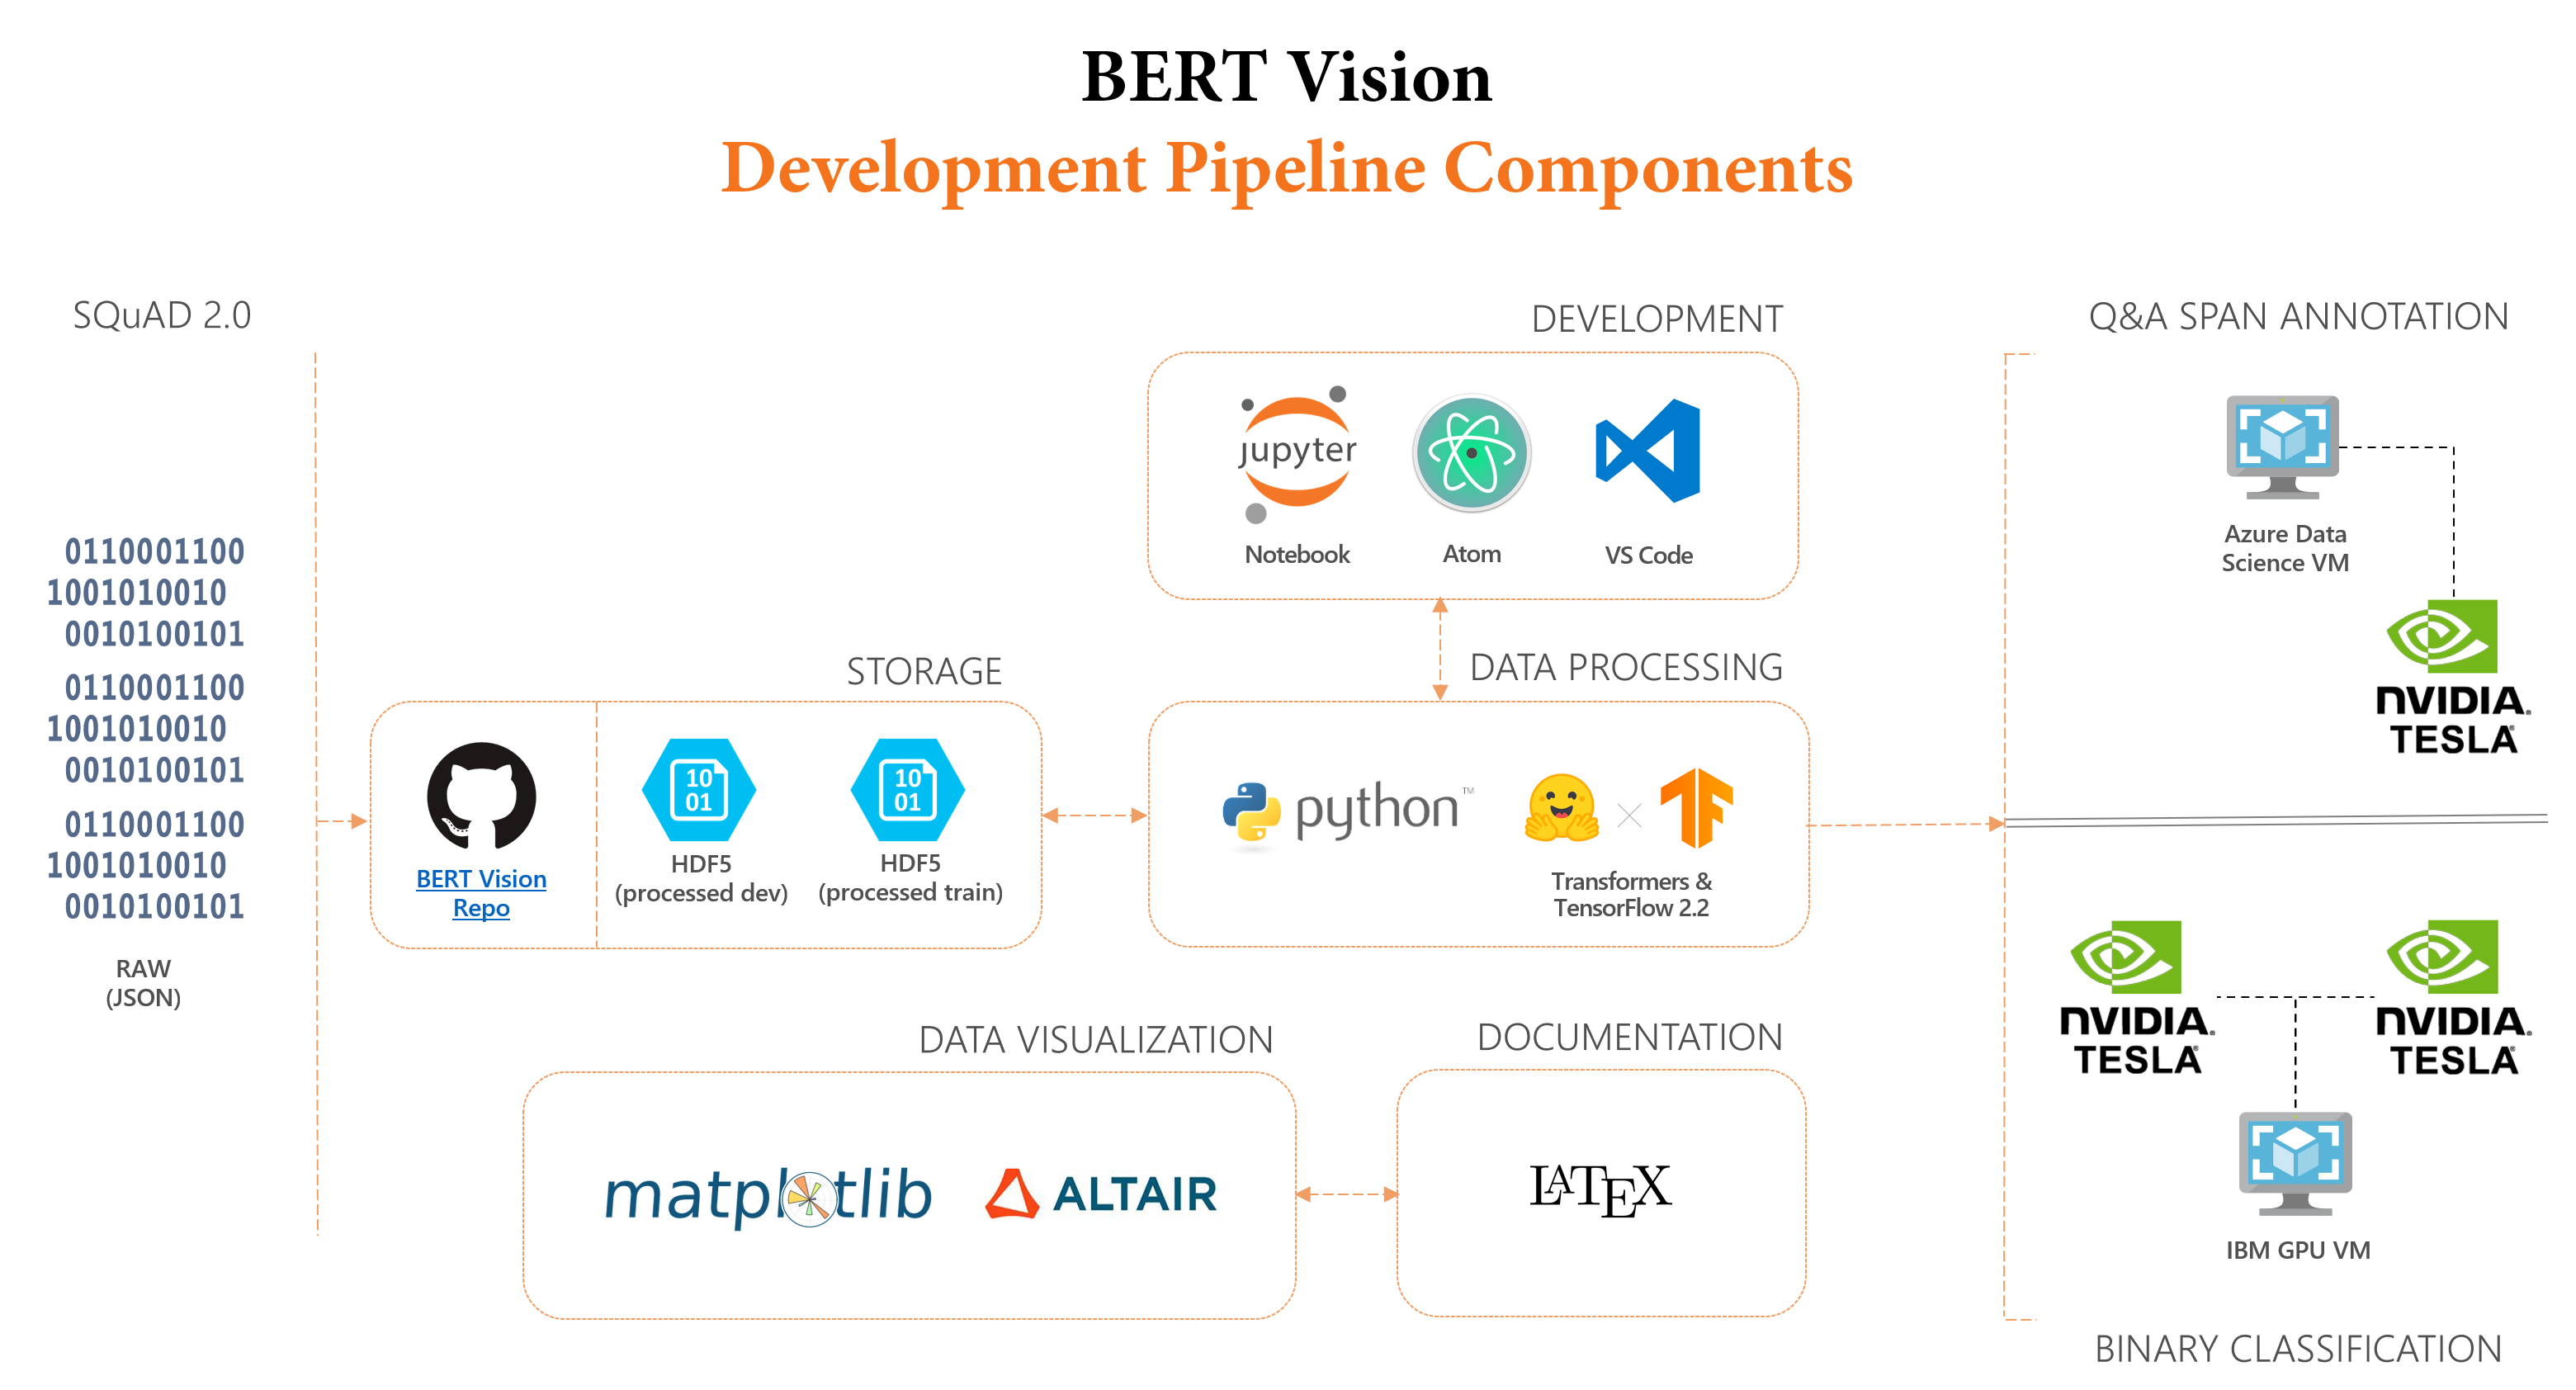 BERT Vision
Development Pipeline Components
SQuAD 2.0
0110001100
1001010010
0010100101
0110001100
1001010010
0010100101
0110001100
1001010010
0010100101
RAW
(JSON)
STORAGE
BERT Vision
Repo
10
01
HDF5
(processed dev)
10
01
HDF5
(processed train)
DEVELOPMENT
jupyter
Notebook
Atom
VS Code
DATA PROCESSING
python™
Transformers &
TensorFlow 2.2
DATA VISUALIZATION
matplotlib
ALTAIR
DOCUMENTATION
LATEX
Q&A SPAN ANNOTATION
Azure Data
Science VM
NVIDIA®
TESLA®
NVIDIA®
TESLA®
NVIDIA®
TESLA®
IBM GPU VM
BINARY CLASSIFICATION